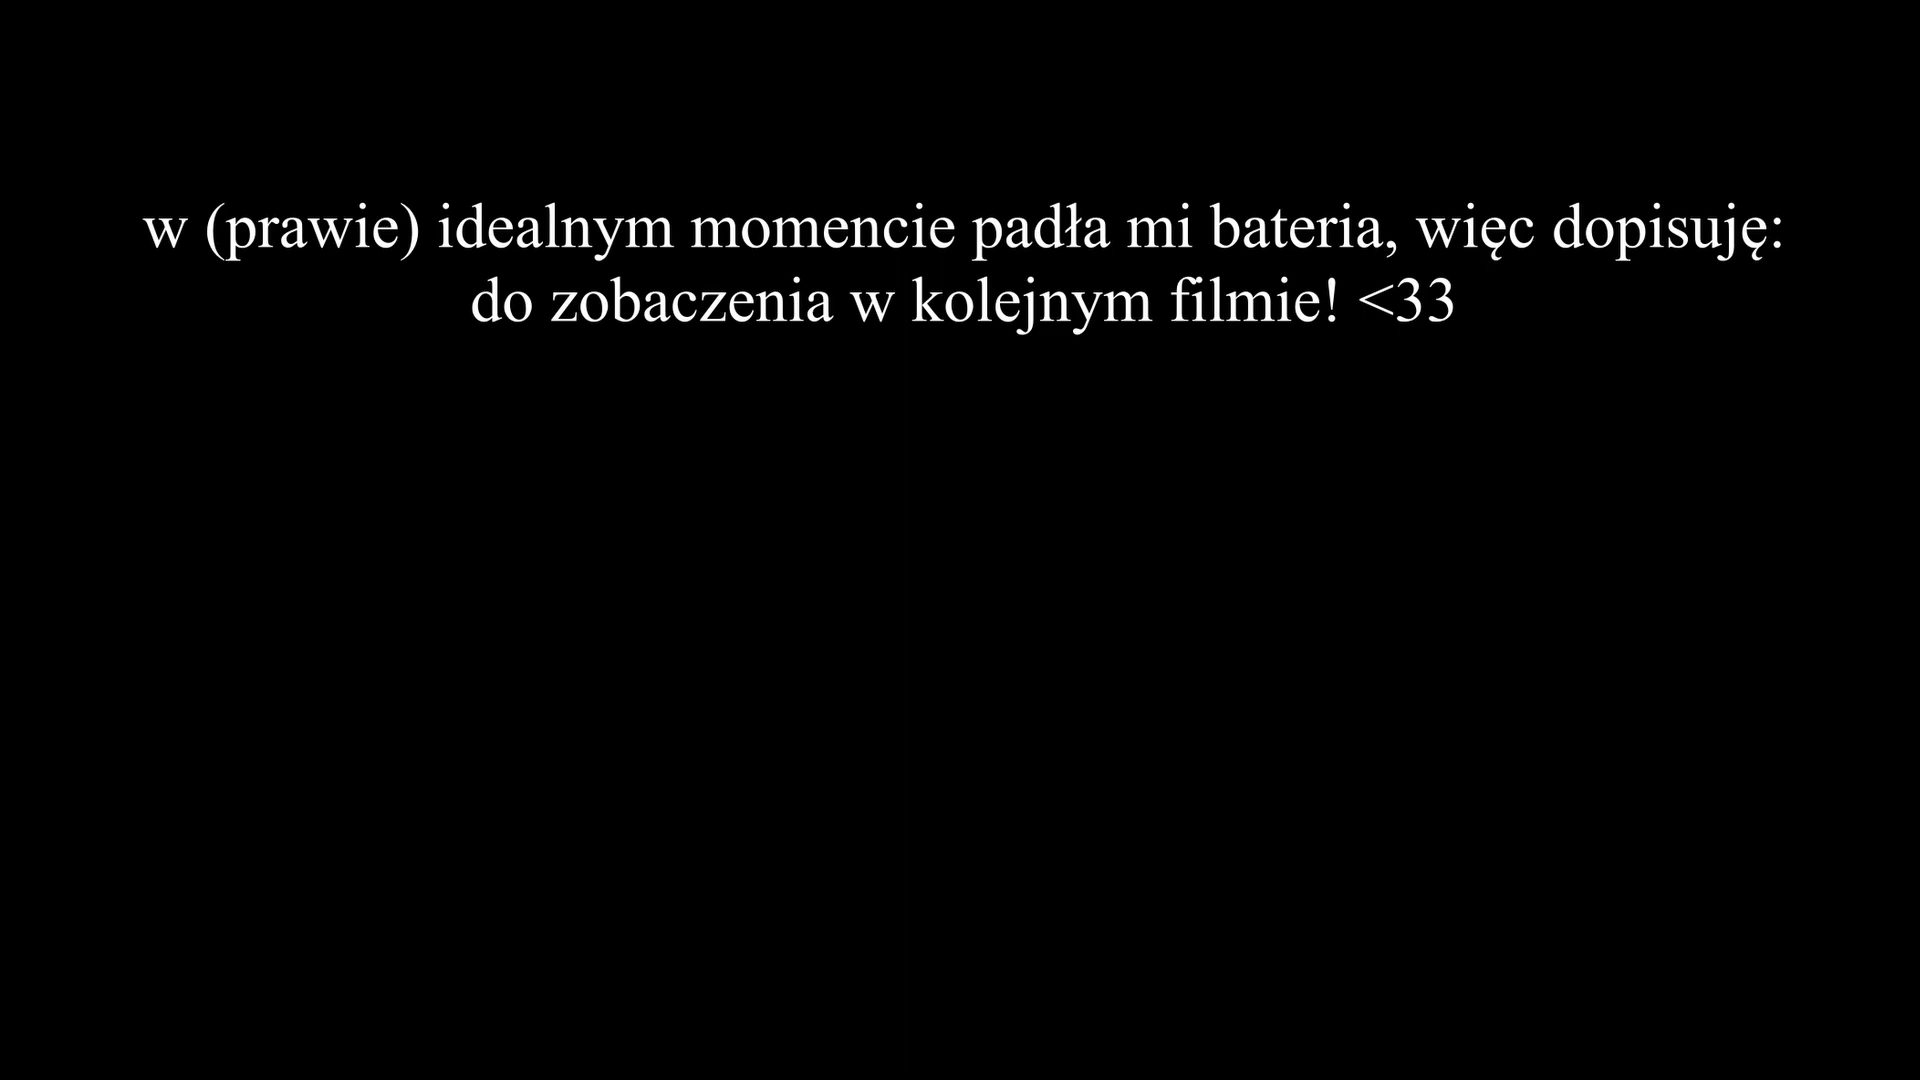 w (prawie) idealnym momencie padła mi bateria, więc dopisuję:
do zobaczenia w kolejnym filmie! <33